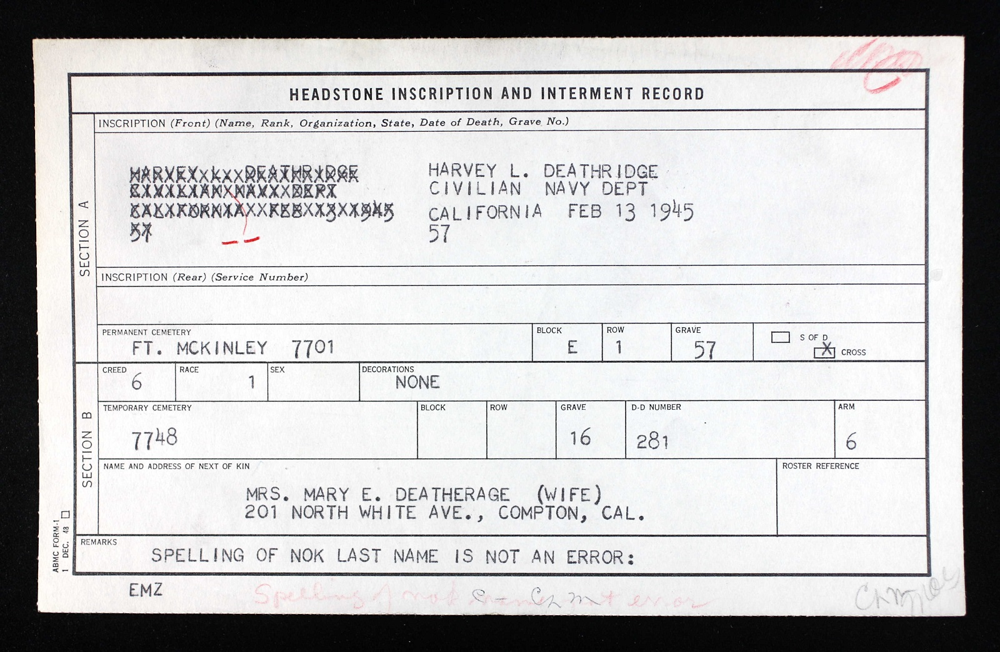 HEADSTONE INSCRIPTION AND INTERMENT RECORD
SECTION A
INSCRIPTION (Front) (Name, Rank, Organization, State, Date of Death, Grave No.)
HARVEY L. DEATHRIDGE
CIVILIAN NAVY DEPT
CALIFORNIA FEB 13 1945
57
HARVEY L. DEATHRIDGE
CIVILIAN NAVY DEPT
CALIFORNIA FEB 13 1945
57
INSCRIPTION (Rear) (Service Number)
PERMANENT CEMETERY
FT. MCKINLEY 7701
BLOCK
E
ROW
1
GRAVE
57
S OF D
X CROSS
SECTION B
CREED
6
RACE
1
SEX
DECORATIONS
NONE
TEMPORARY CEMETERY
7748
BLOCK
ROW
GRAVE
16
D-D NUMBER
281
ARM
6
NAME AND ADDRESS OF NEXT OF KIN
MRS. MARY E. DEATHERAGE (WIFE)
201 NORTH WHITE AVE., COMPTON, CAL.
ROSTER REFERENCE
ABMC FORM-1
1 DEC. 48
REMARKS
SPELLING OF NOK LAST NAME IS NOT AN ERROR:
EMZ
Spelling of nok name not error